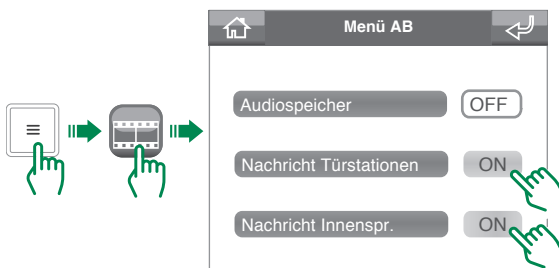 Menü AB
Audiospeicher OFF
Nachricht Türstationen ON
Nachricht Innenspr. ON